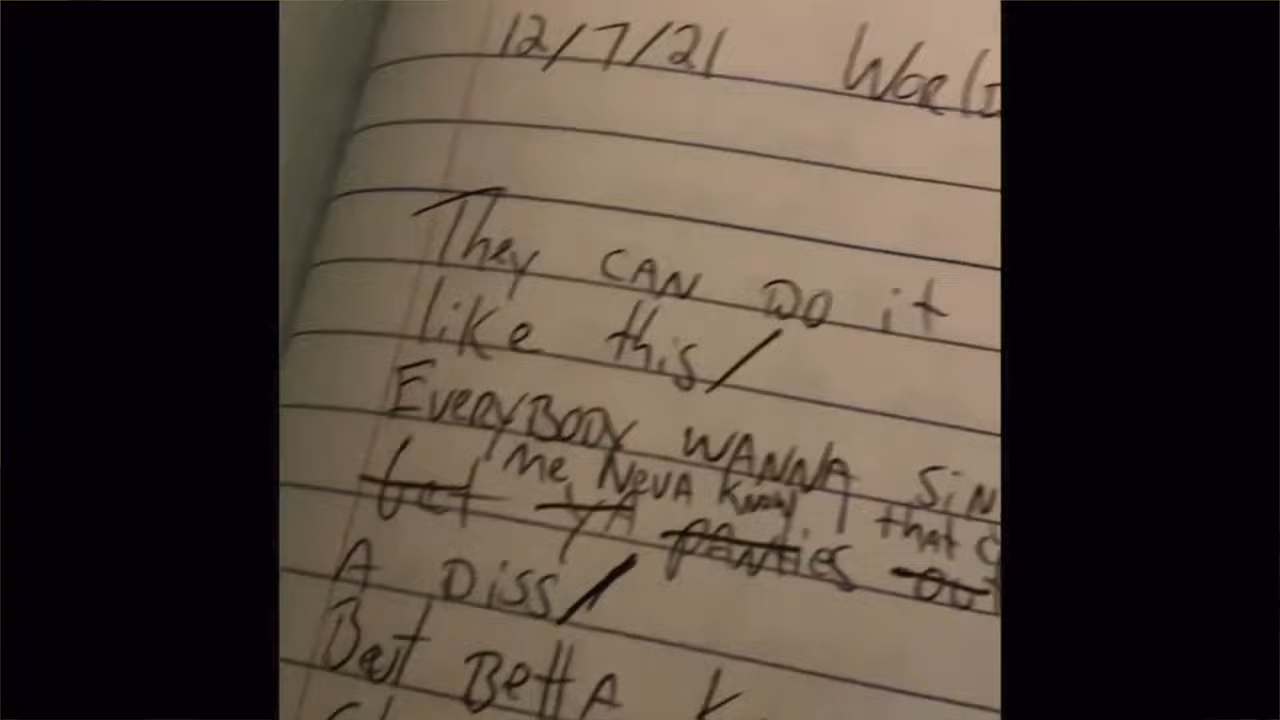 12/7/21 Worl
They CAN DO it
like this/
EveryBody WANNA SiN
Me NevA Know that
Get YA panties out
A Diss/
But BettA